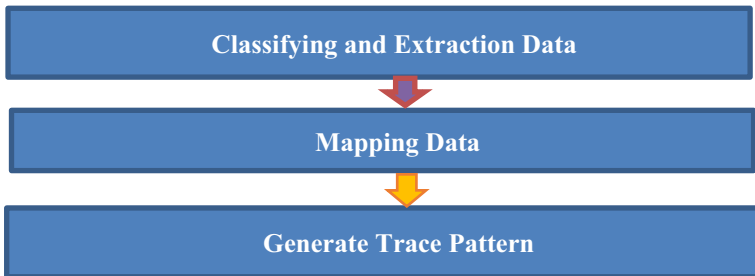 Classifying and Extraction Data
Mapping Data
Generate Trace Pattern